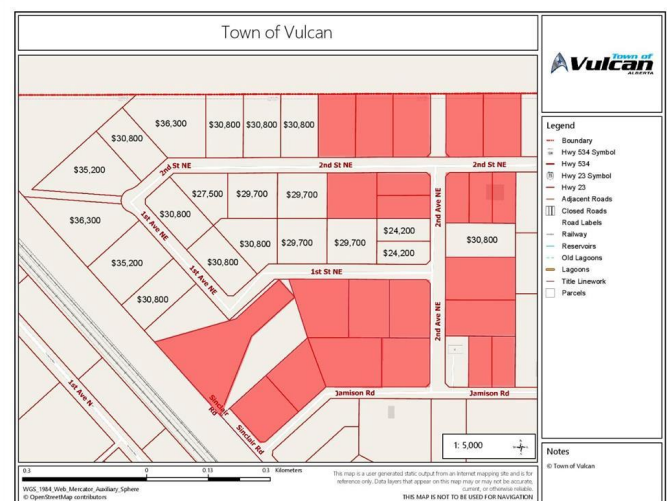 Town of Vulcan
Town of
Vulcan
ALBERTA
$36,300
$30,800
$30,800
$30,800
$30,800
$35,200
2nd St NE
2nd St NE
2nd St NE
$27,500
$29,700
$29,700
$36,300
$30,800
1st Ave NE
2nd Ave NE
$24,200
$30,800
$30,800
$29,700
$29,700
$24,200
$35,200
$30,800
1st Ave NE
1st St NE
$30,800
2nd Ave NE
1st Ave N
Sinclair Rd
Sinclair Rd
Jamison Rd
Jamison Rd
1: 5,000
Legend
Boundary
Hwy 534 Symbol
Hwy 534
Hwy 23 Symbol
Hwy 23
Adjacent Roads
Closed Roads
Road Labels
Railway
Reservoirs
Old Lagoons
Lagoons
Title Linework
Parcels
Notes
© Town of Vulcan
0.3
0
0.13
0.3 Kilometers
WGS_1984_Web_Mercator_Auxiliary_Sphere
© OpenStreetMap contributors
This map is a user generated static output from an Internet mapping site and is for
reference only. Data layers that appear on this map may or may not be accurate,
current, or otherwise reliable.
THIS MAP IS NOT TO BE USED FOR NAVIGATION